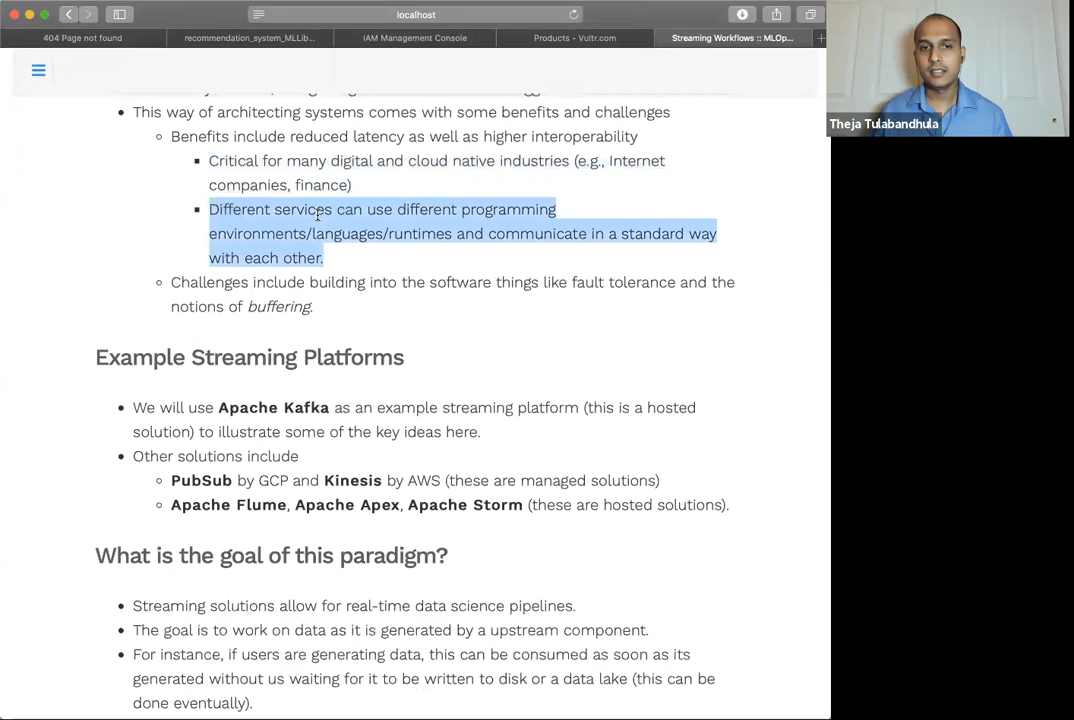 localhost
404 Page not found
recommendation_system_MLLib...
IAM Management Console
Products - Vultr.com
Streaming Workflows :: MLOp...
This way of architecting systems comes with some benefits and challenges
Benefits include reduced latency as well as higher interoperability
Critical for many digital and cloud native industries (e.g., Internet
companies, finance)
Different services can use different programming
environments/languages/runtimes and communicate in a standard way
with each other.
Challenges include building into the software things like fault tolerance and the
notions of buffering.
Example Streaming Platforms
We will use Apache Kafka as an example streaming platform (this is a hosted
solution) to illustrate some of the key ideas here.
Other solutions include
PubSub by GCP and Kinesis by AWS (these are managed solutions)
Apache Flume, Apache Apex, Apache Storm (these are hosted solutions).
What is the goal of this paradigm?
Streaming solutions allow for real-time data science pipelines.
The goal is to work on data as it is generated by a upstream component.
For instance, if users are generating data, this can be consumed as soon as its
generated without us waiting for it to be written to disk or a data lake (this can be
done eventually).
Theja Tulabandhula